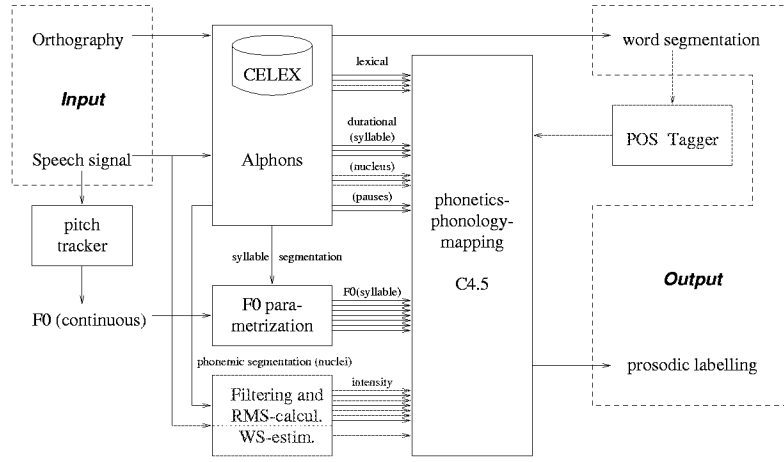 Orthography
Input
Speech signal
pitch
tracker
F0 (continuous)
CELEX
Alphons
syllable segmentation
F0 para-
metrization
phonemic segmentation (nuclei)
Filtering and
RMS-calcul.
WS-estim.
lexical
durational
(syllable)
(nucleus)
(pauses)
F0(syllable)
intensity
phonetics-
phonology-
mapping
C4.5
word segmentation
POS Tagger
Output
prosodic labelling